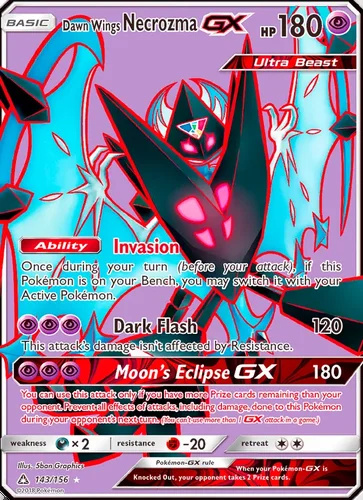 BASIC Dawn Wings Necrozma GX HP 180
Ultra Beast
Ability Invasion
Once during your turn (before your attack), if this
Pokémon is on your Bench, you may switch it with your
Active Pokémon.
Dark Flash 120
This attack's damage isn't affected by Resistance.
Moon's Eclipse GX 180
You can use this attack only if you have more Prize cards remaining than your
opponent. Prevent all effects of attacks, including damage, done to this Pokémon
during your opponent's next turn. (You can't use more than 1 GX attack in a game.)
weakness ×2 resistance -20 retreat
Illus. 5ban Graphics
143/156
©2018 Pokémon
Pokémon-GX rule
When your Pokémon-GX is
Knocked Out, your opponent takes 2 Prize cards.